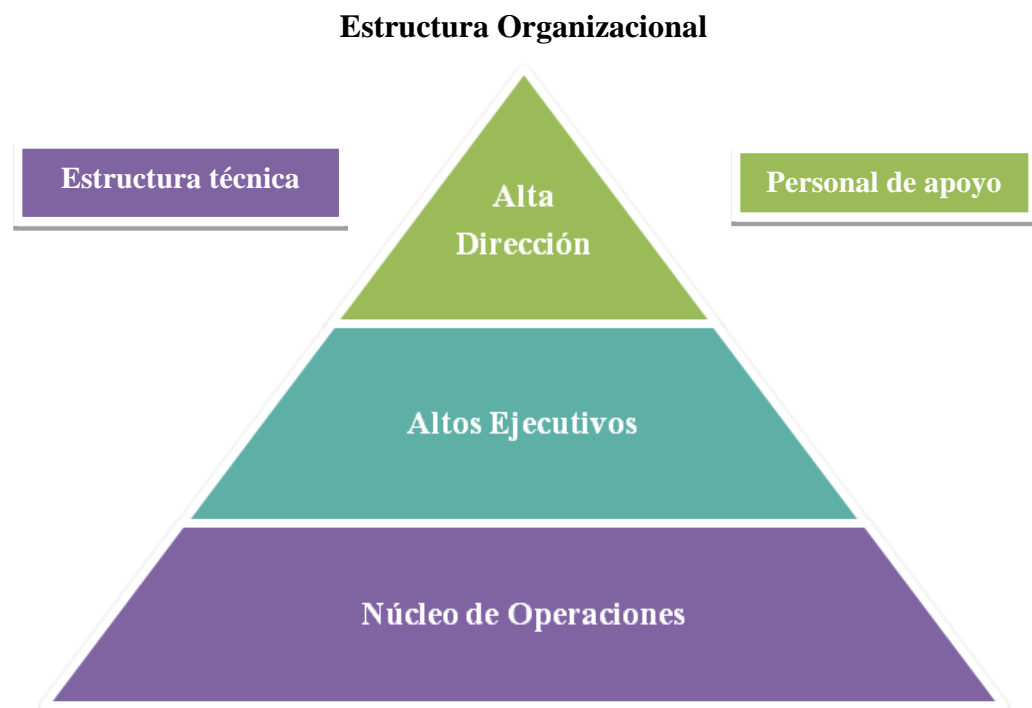 Estructura Organizacional
Estructura técnica
Personal de apoyo
Alta
Dirección
Altos Ejecutivos
Núcleo de Operaciones